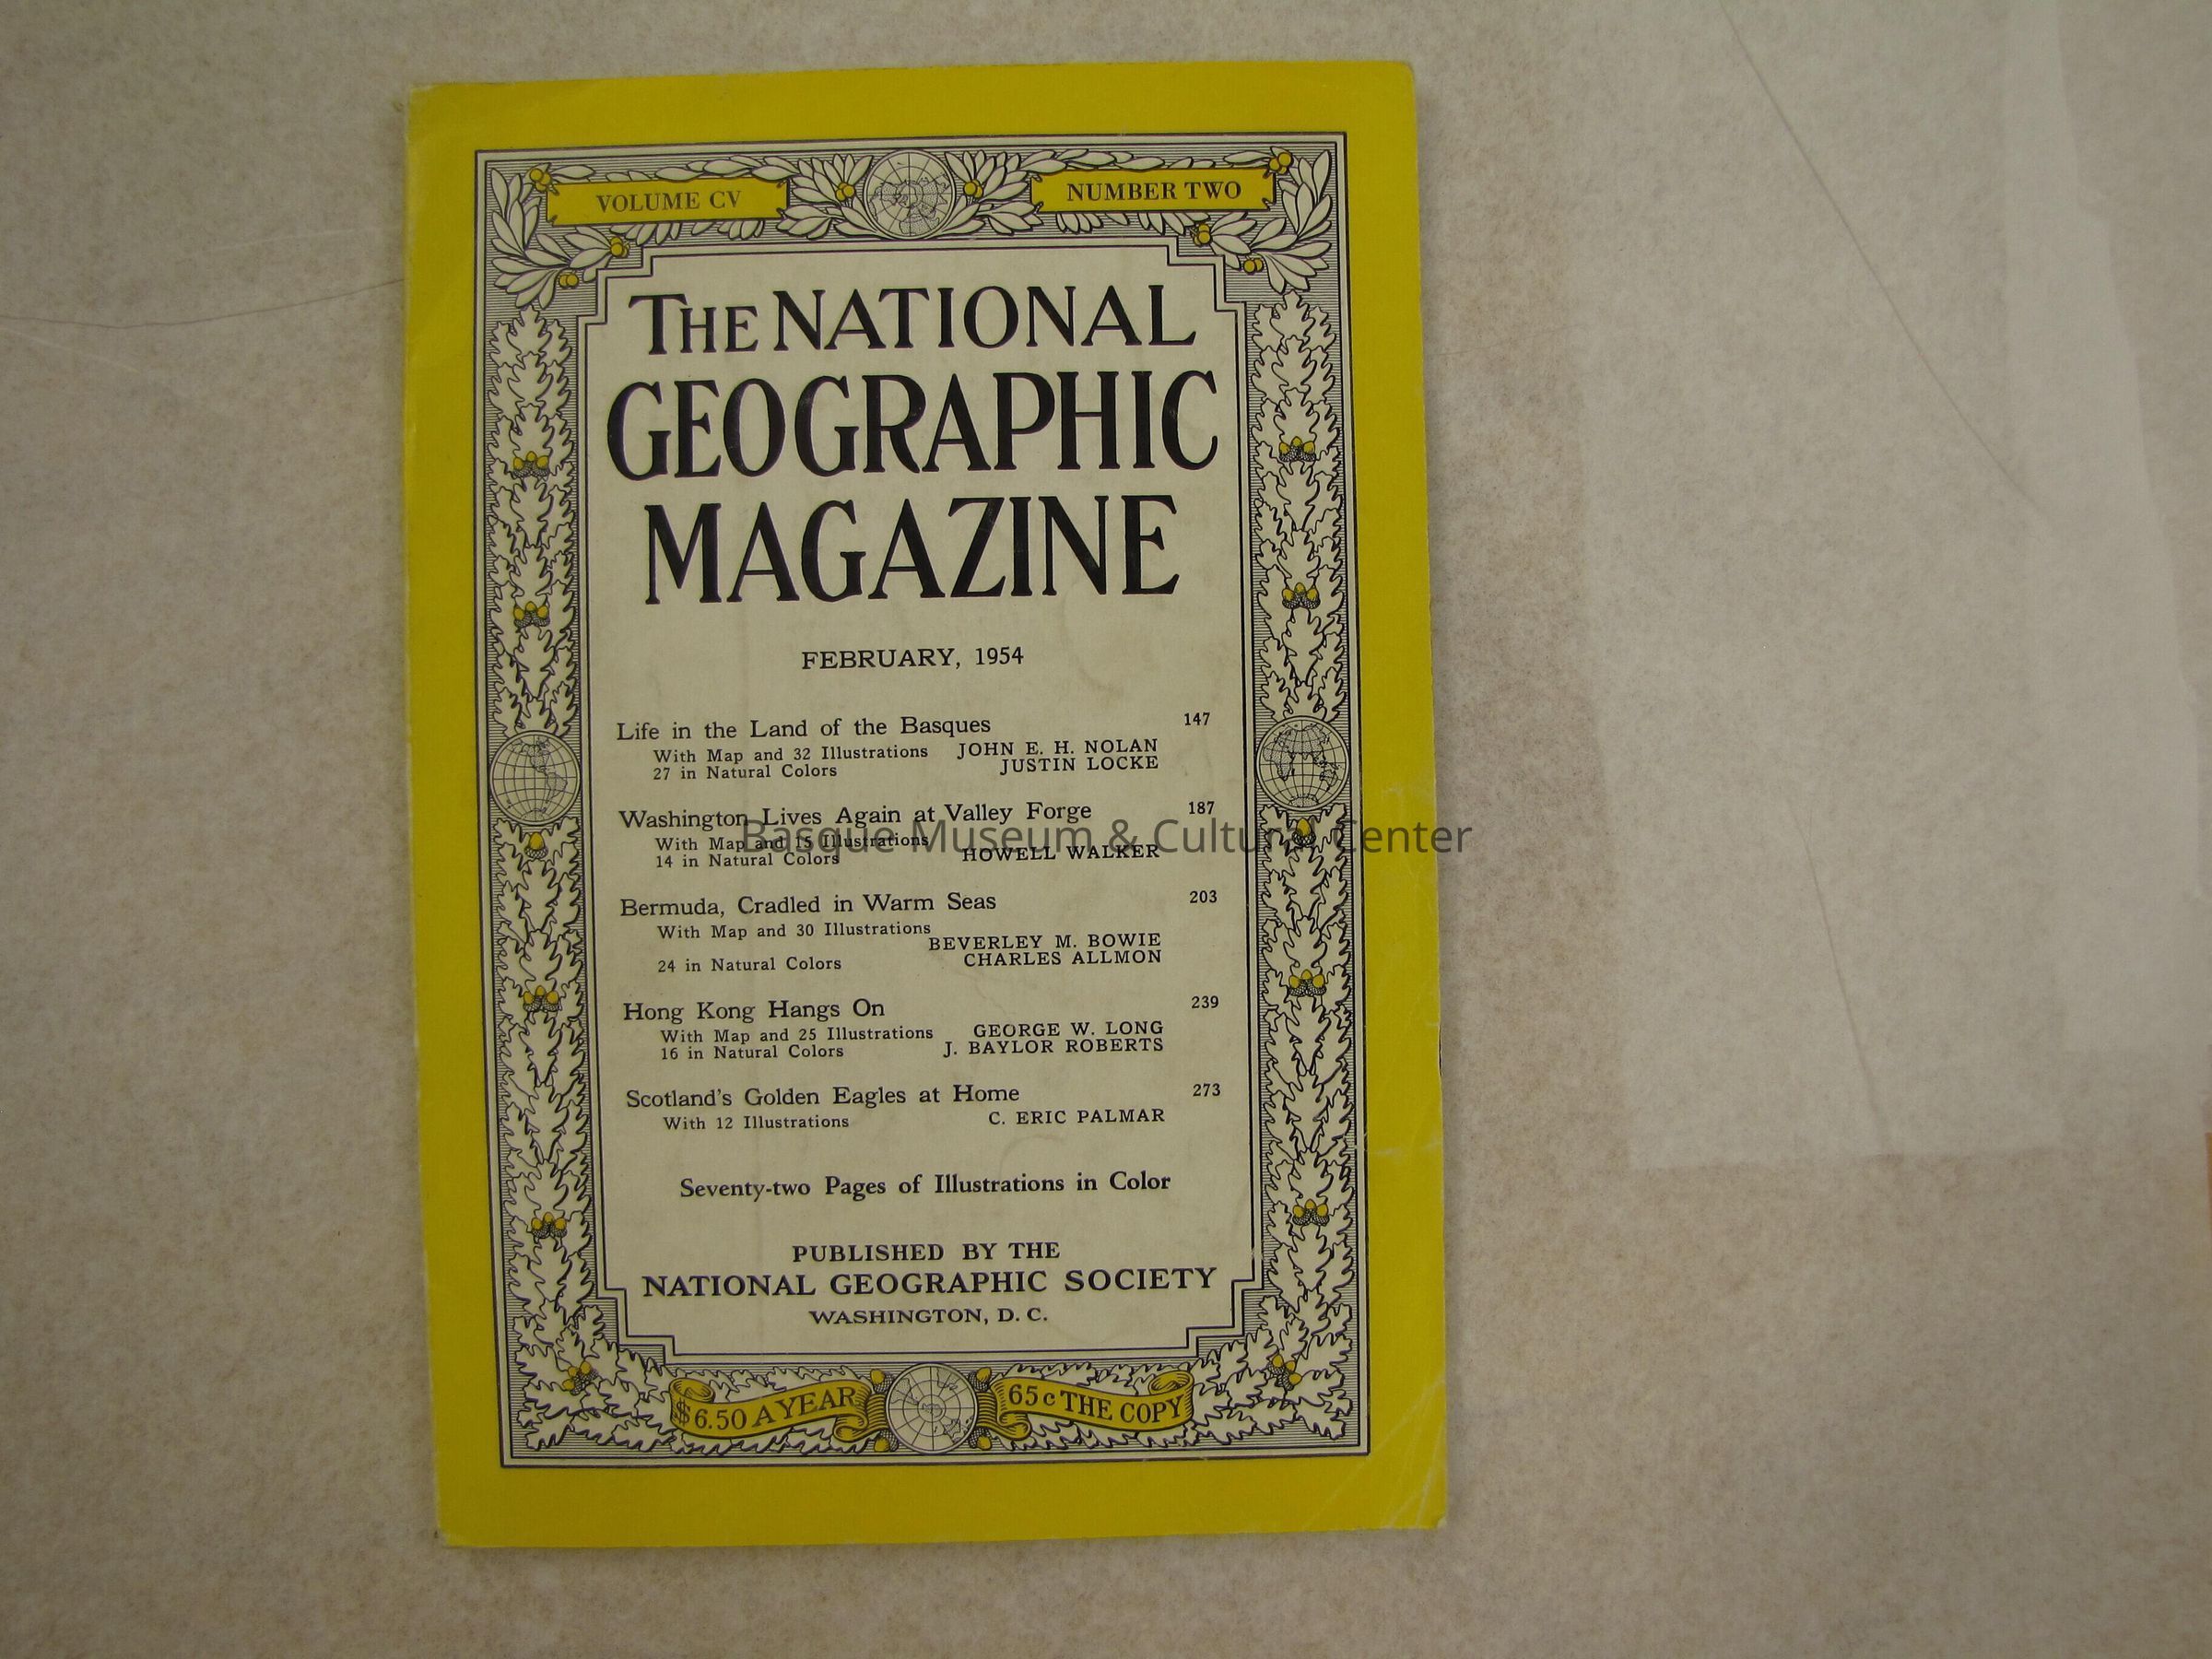 VOLUME CV
NUMBER TWO
THE NATIONAL
GEOGRAPHIC
MAGAZINE
FEBRUARY, 1954
Life in the Land of the Basques 147
With Map and 32 Illustrations JOHN E. H. NOLAN
27 in Natural Colors JUSTIN LOCKE
Washington Lives Again at Valley Forge 187
With Map and 15 Illustrations
14 in Natural Colors HOWELL WALKER
Basque Museum & Cultural Center
Bermuda, Cradled in Warm Seas 203
With Map and 30 Illustrations
BEVERLEY M. BOWIE
24 in Natural Colors CHARLES ALLMON
Hong Kong Hangs On 239
With Map and 25 Illustrations GEORGE W. LONG
16 in Natural Colors J. BAYLOR ROBERTS
Scotland's Golden Eagles at Home 273
With 12 Illustrations C. ERIC PALMAR
Seventy-two Pages of Illustrations in Color
PUBLISHED BY THE
NATIONAL GEOGRAPHIC SOCIETY
WASHINGTON, D. C.
$6.50 A YEAR
65c THE COPY